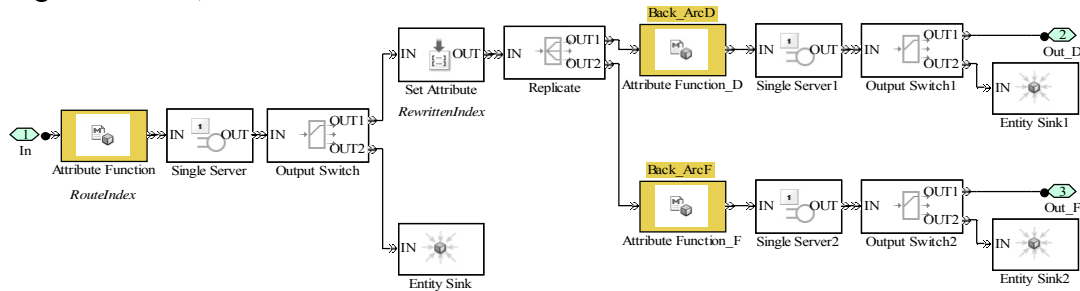 Back_ArcD
OUT1
2
IN
OUT
IN
OUT1
OUT2
IN
OUT
IN
OUT1
OUT2
Out_D
Set Attribute
Replicate
Attribute Function_D
Single Server1
Output Switch1
IN
RewrittenIndex
Entity Sink1
1
IN
OUT
IN
OUT1
OUT2
In
Attribute Function
Single Server
Output Switch
RouteIndex
Back_ArcF
OUT1
3
IN
OUT
IN
OUT2
Out_F
Attribute Function_F
Single Server2
Output Switch2
IN
IN
Entity Sink
Entity Sink2